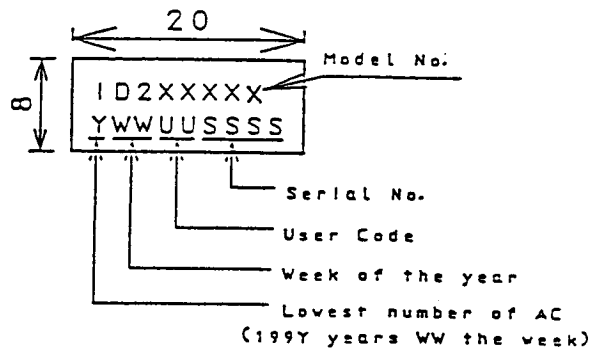 20
Model No.
8
ID2XXXXX
YWWUUSSSS
Serial No.
User Code
Week of the year
Lowest number of AC
(199Y years WW the week)